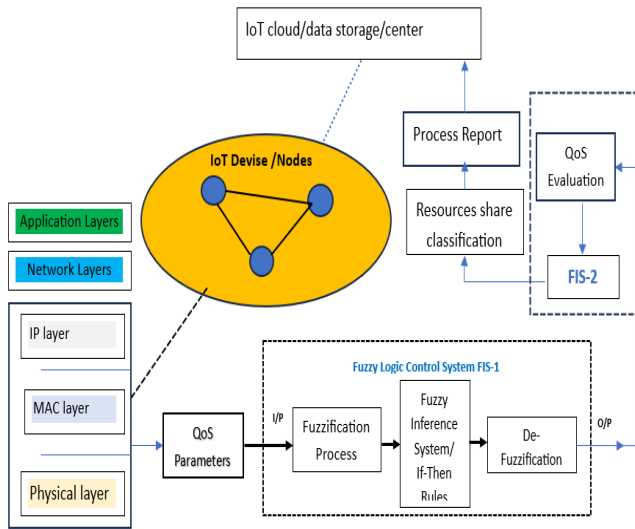 IoT cloud/data storage/center
IoT Devise /Nodes
Process Report
QoS
Evaluation
Resources share
classification
FIS-2
Application Layers
Network Layers
IP layer
MAC layer
Physical layer
QoS
Parameters
Fuzzy Logic Control System FIS-1
I/P
Fuzzification
Process
Fuzzy
Inference
System/
If-Then
Rules
De-
Fuzzification
O/P